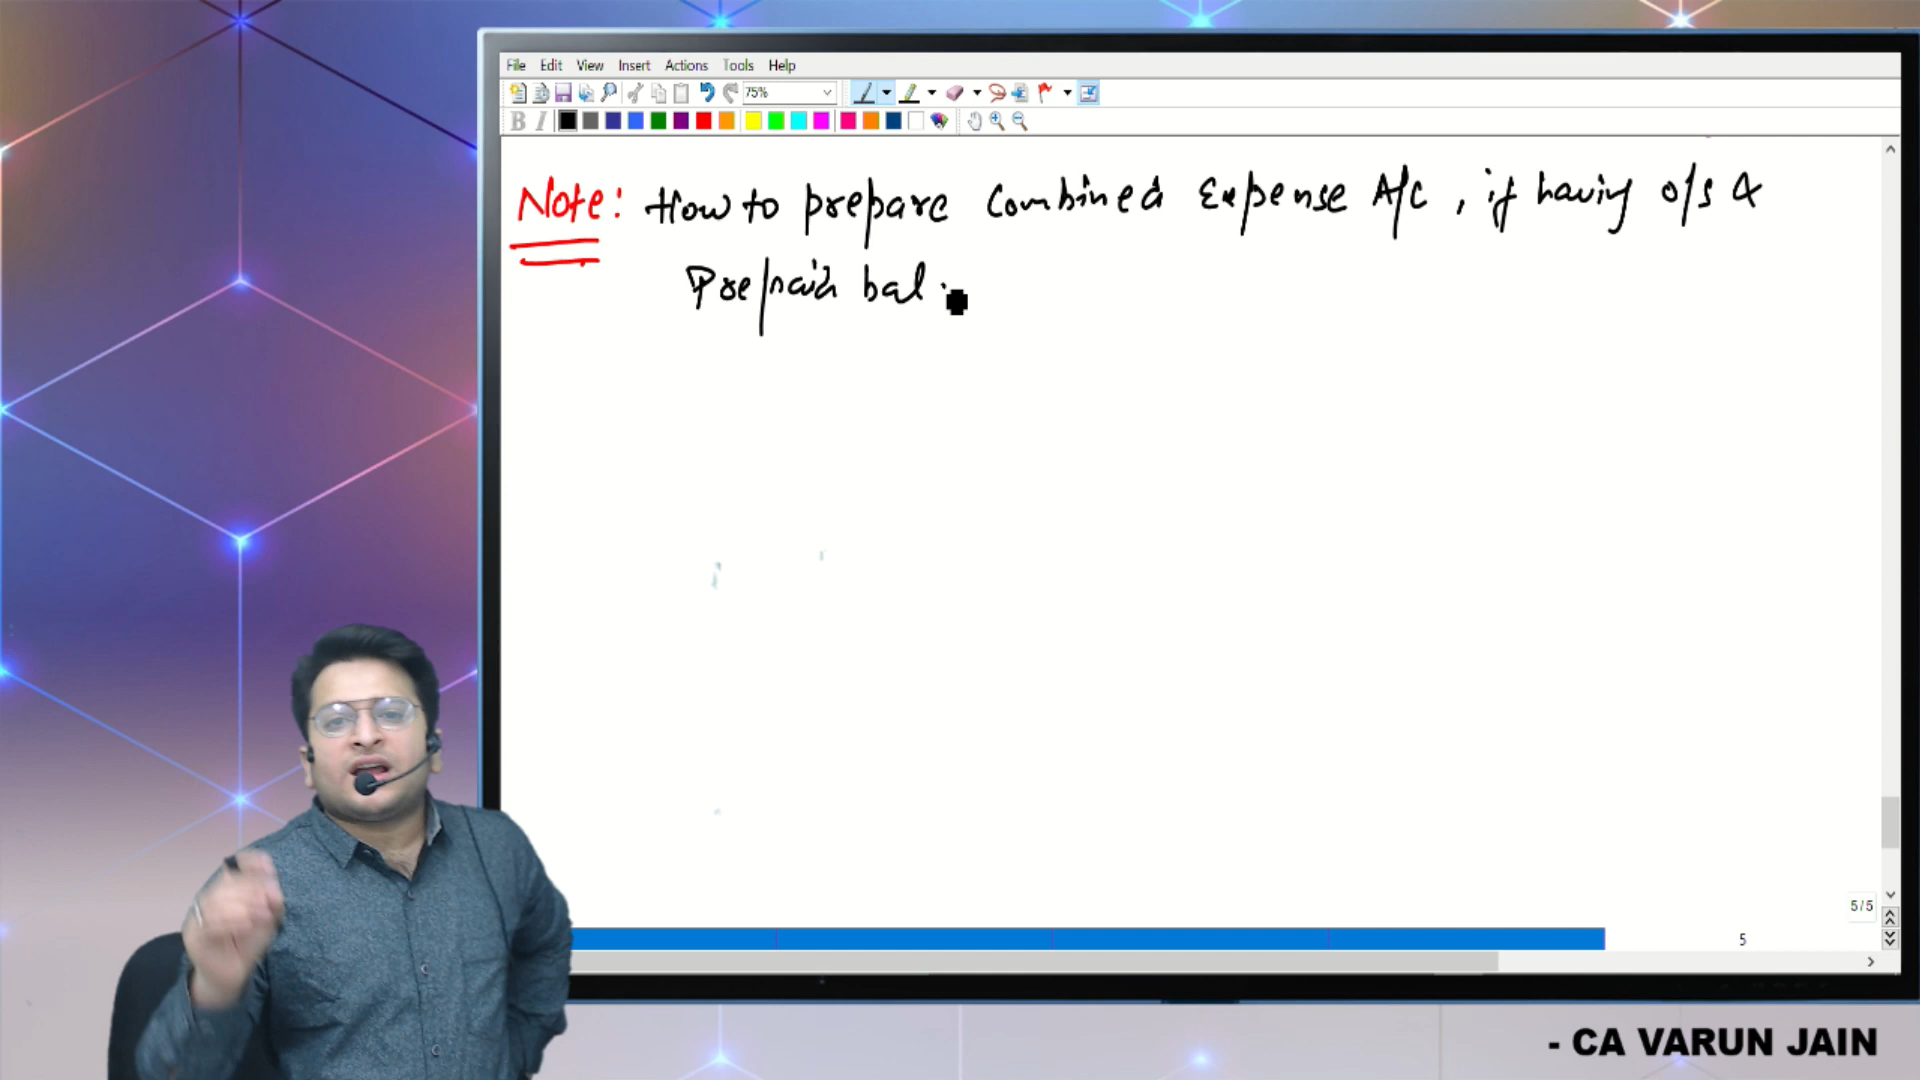 File Edit View Insert Actions Tools Help
75%
B I
Note: How to prepare Combined Expense A/c, if having o/s &
Prepaid bal.
5/5
5
- CA VARUN JAIN